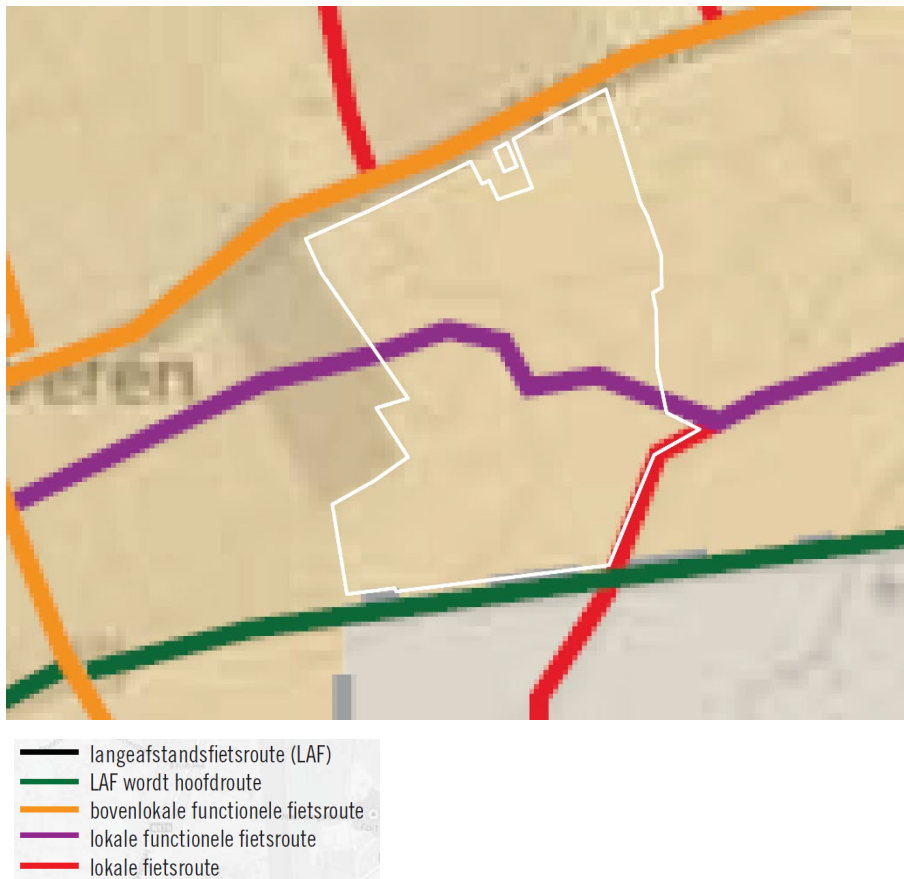 langeafstandsfietsroute (LAF)
LAF wordt hoofdroute
bovenlokale functionele fietsroute
lokale functionele fietsroute
lokale fietsroute